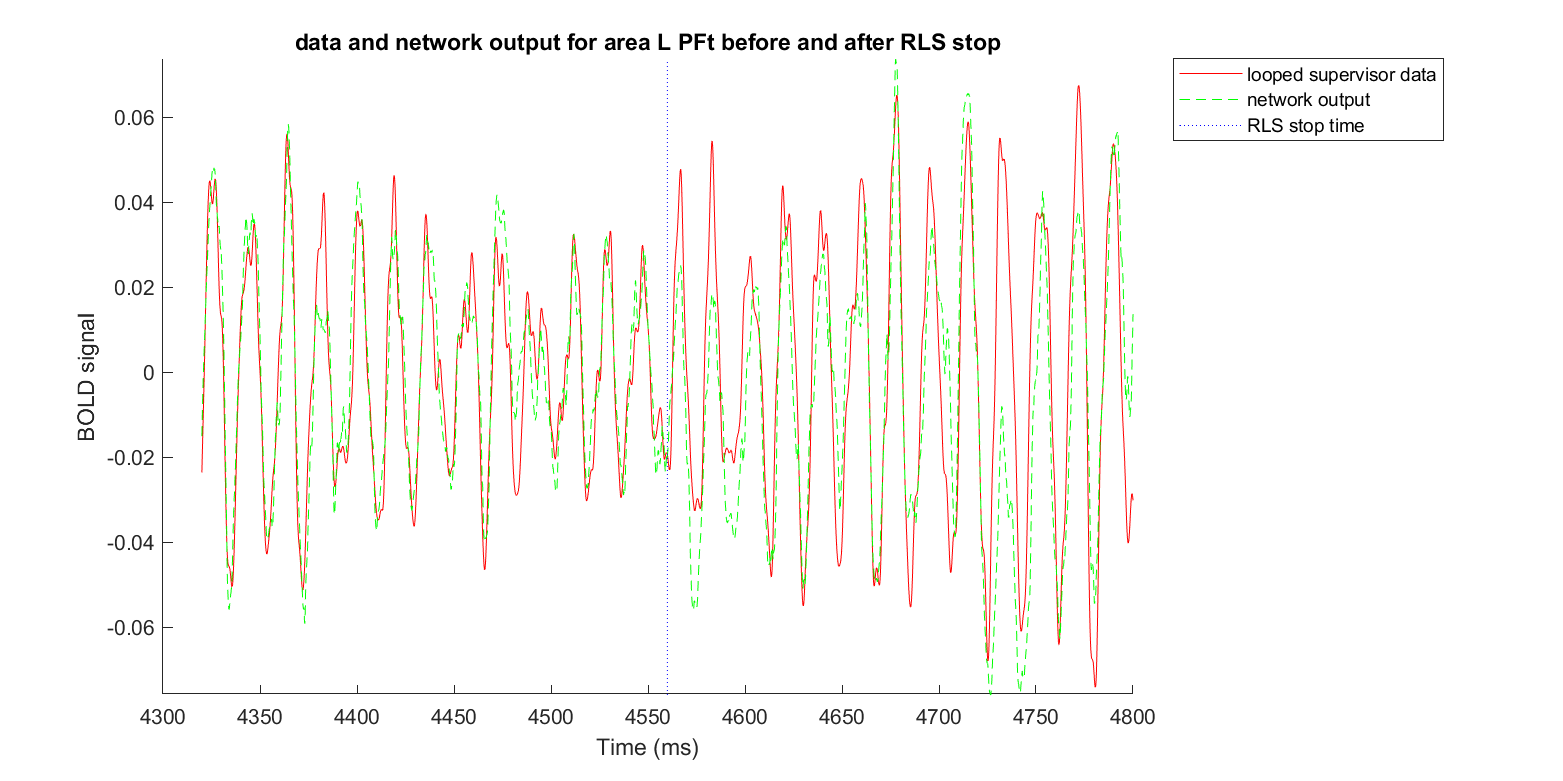 data and network output for area L PFt before and after RLS stop
looped supervisor data
network output
RLS stop time
BOLD signal
0.06
0.04
0.02
0
-0.02
-0.04
-0.06
4300 4350 4400 4450 4500 4550 4600 4650 4700 4750 4800
Time (ms)